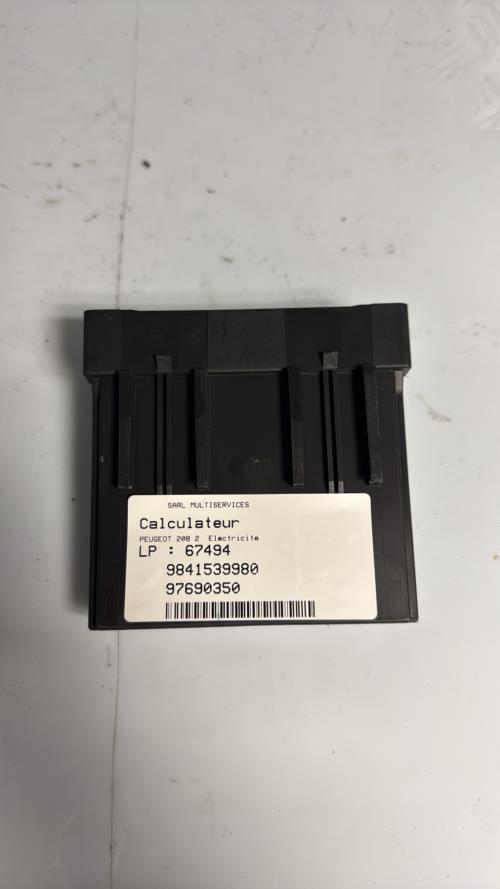 SARL MULTISERVICES
Calculateur
PEUGEOT 208 2 Electricite
LP : 67494
9841539980
97690350